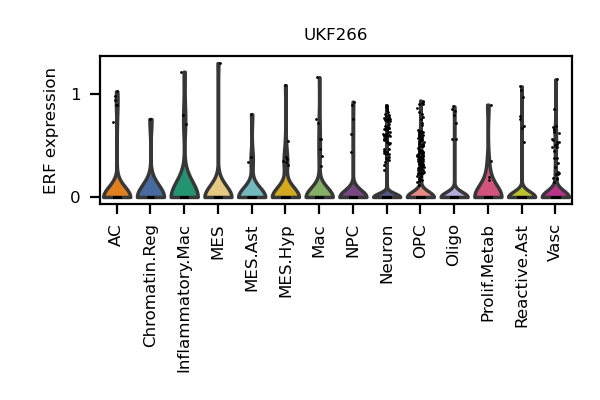 UKF266
ERF expression
1
0
AC
Chromatin.Reg
Inflammatory.Mac
MES
MES.Ast
MES.Hyp
Mac
NPC
Neuron
OPC
Oligo
Prolif.Metab
Reactive.Ast
Vasc